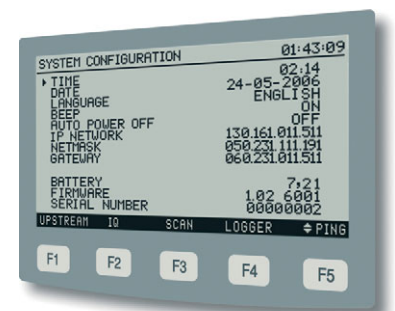 SYSTEM CONFIGURATION 01:43:09
TIME 02:14
DATE 24-05-2006
LANGUAGE ENGLISH
BEEP ON
AUTO POWER OFF OFF
IP NETWORK 130.161.011.511
NETMASK 050.231.111.191
GATEWAY 060.231.011.511
BATTERY 7,21
FIRMWARE 1.02 6001
SERIAL NUMBER 00000002
UPSTREAM IQ SCAN LOGGER PING
F1 F2 F3 F4 F5